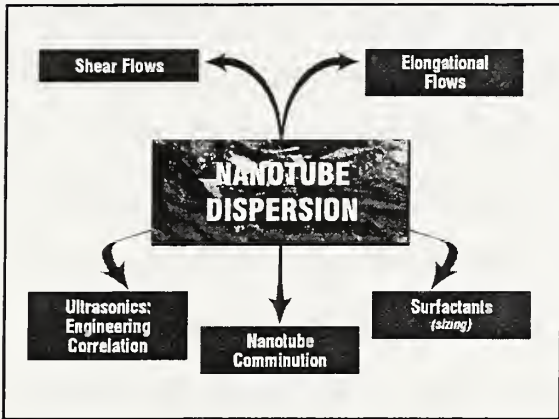 Shear Flows
Elongational
Flows
NANOTUBE
DISPERSION
Ultrasonics:
Engineering
Correlation
Nanotube
Comminution
Surfactants
(sizing)